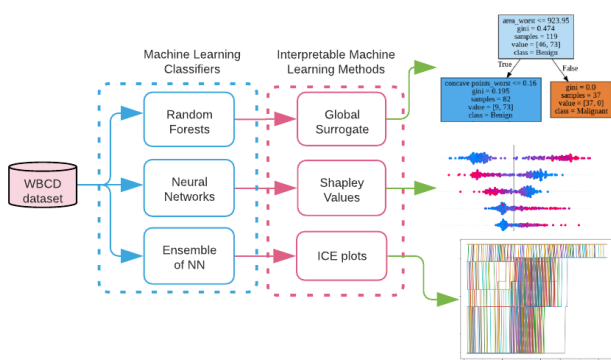 Machine Learning
Classifiers
Interpretable Machine
Learning Methods
WBCD
dataset
Random
Forests
Neural
Networks
Ensemble
of NN
Global
Surrogate
Shapley
Values
ICE plots
area_worst <= 923.95
gini = 0.474
samples = 119
value = [46, 73]
class = Benign
True
False
concave points_worst <= 0.16
gini = 0.195
samples = 82
value = [9, 73]
class = Benign
gini = 0.0
samples = 37
value = [37, 0]
class = Malignant